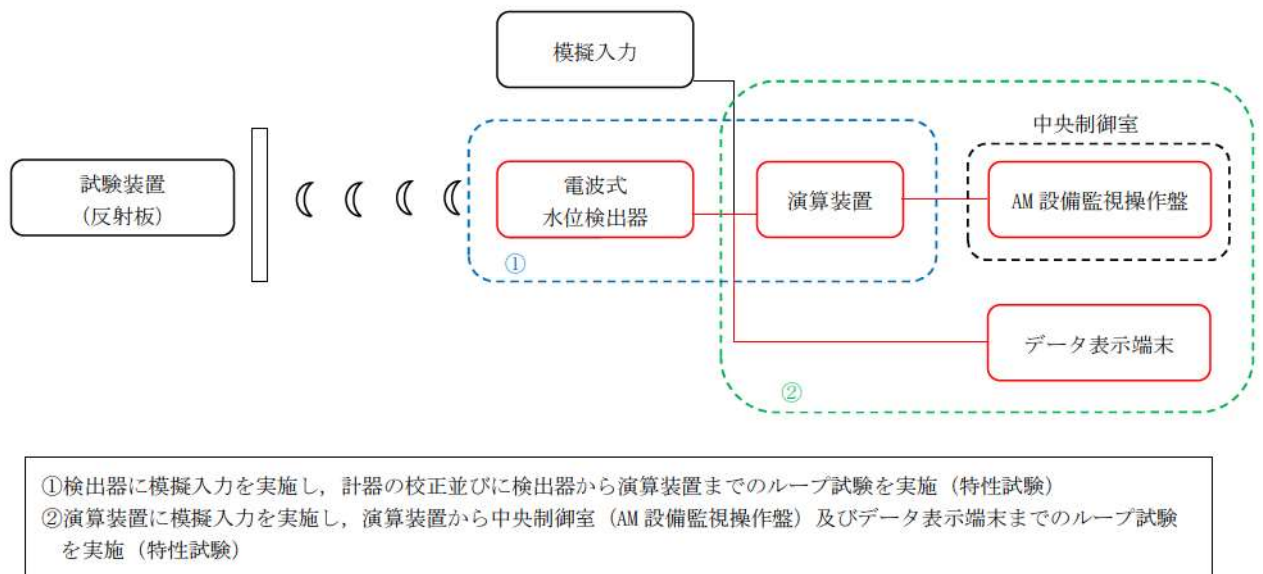 模擬入力
中央制御室
試験装置
(反射板)
電波式
水位検出器
演算装置
AM 設備監視操作盤
①
データ表示端末
②
①検出器に模擬入力を実施し，計器の校正並びに検出器から演算装置までのループ試験を実施（特性試験）
②演算装置に模擬入力を実施し，演算装置から中央制御室（AM 設備監視操作盤）及びデータ表示端末までのループ試験
を実施（特性試験）